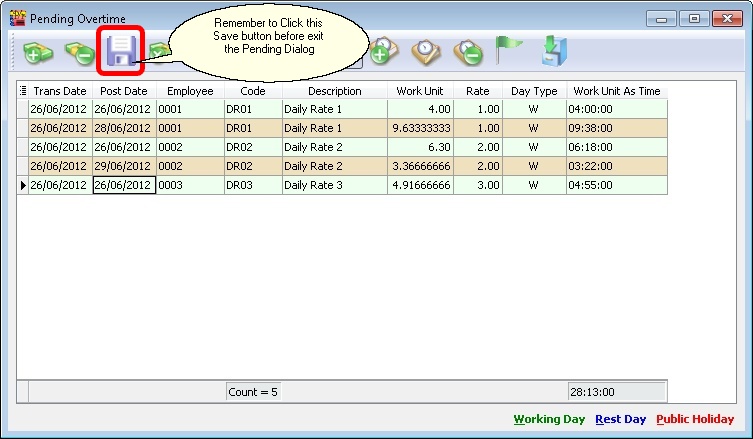 Pending Overtime
Remember to Click this
Save button before exit
the Pending Dialog
Trans Date Post Date Employee Code Description Work Unit Rate Day Type Work Unit As Time
26/06/2012 26/06/2012 0001 DR01 Daily Rate 1 4.00 1.00 W 04:00:00
26/06/2012 28/06/2012 0001 DR01 Daily Rate 1 9.63333333 1.00 W 09:38:00
26/06/2012 26/06/2012 0002 DR02 Daily Rate 2 6.30 2.00 W 06:18:00
26/06/2012 29/06/2012 0002 DR02 Daily Rate 2 3.36666666 2.00 W 03:22:00
26/06/2012 26/06/2012 0003 DR03 Daily Rate 3 4.91666666 3.00 W 04:55:00
Count = 5 28:13:00
Working Day Rest Day Public Holiday